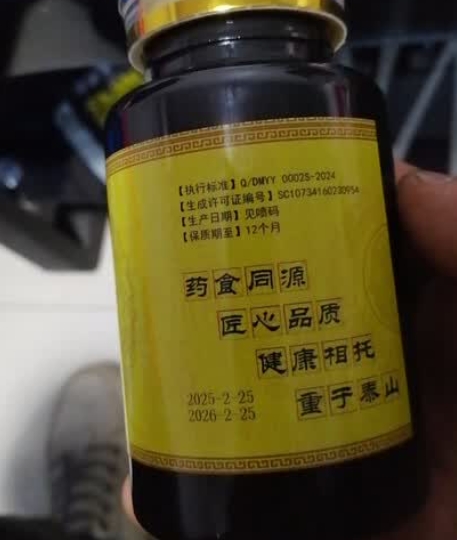 【执行标准】Q/DMYY 0002S-2024
【生成许可证编号】SC10734160230954
【生产日期】见喷码
【保质期至】12个月
药食同源
匠心品质
健康相托
重于泰山
2025-2-25
2026-2-25